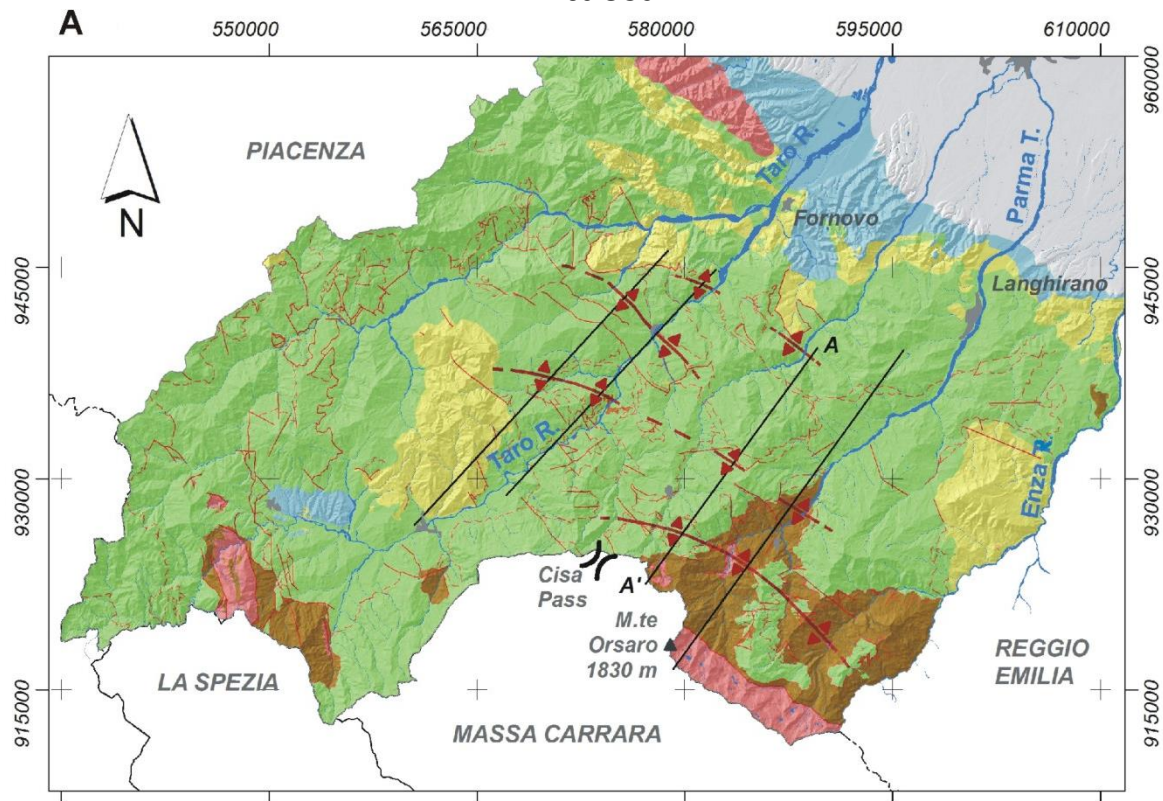 A
550000 565000 580000 595000 610000
960000
PIACENZA
N
Taro R.
Parma T.
Fornovo
Langhirano
945000
945000
A
Taro R.
Enza R.
930000
930000
Cisa
Pass
A'
M.te
Orsaro
1830 m
REGGIO
EMILIA
LA SPEZIA
915000
915000
MASSA CARRARA